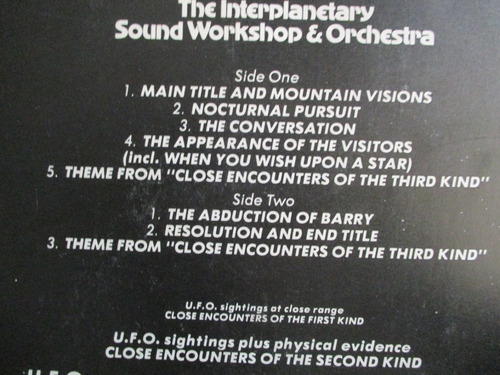 The Interplanetary
Sound Workshop & Orchestra
Side One
1. MAIN TITLE AND MOUNTAIN VISIONS
2. NOCTURNAL PURSUIT
3. THE CONVERSATION
4. THE APPEARANCE OF THE VISITORS
(incl. WHEN YOU WISH UPON A STAR)
5. THEME FROM "CLOSE ENCOUNTERS OF THE THIRD KIND"
Side Two
1. THE ABDUCTION OF BARRY
2. RESOLUTION AND END TITLE
3. THEME FROM "CLOSE ENCOUNTERS OF THE THIRD KIND"
U.F.O. sightings at close range
CLOSE ENCOUNTERS OF THE FIRST KIND
U.F.O. sightings plus physical evidence
CLOSE ENCOUNTERS OF THE SECOND KIND